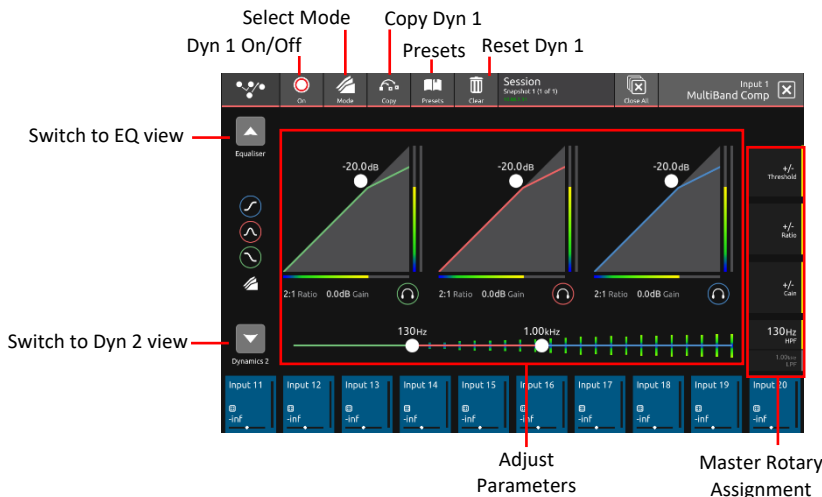 Select Mode
Copy Dyn 1
Dyn 1 On/Off
Presets
Reset Dyn 1
On
Mode
Copy
Presets
Clear
Session
Snapshot 1 (1 of 1)
Close All
Input 1
MultiBand Comp
Switch to EQ view
Equaliser
-20.0dB
-20.0dB
-20.0dB
+/-
Threshold
+/-
Ratio
+/-
Gain
2:1 Ratio 0.0dB Gain
2:1 Ratio 0.0dB Gain
2:1 Ratio 0.0dB Gain
Switch to Dyn 2 view
Dynamics 2
130Hz
1.00kHz
130Hz
HPF
1.00kHz
LPF
Input 11
-inf
Input 12
-inf
Input 13
-inf
Input 14
-inf
Input 15
-inf
Input 16
-inf
Input 17
-inf
Input 18
-inf
Input 19
-inf
Input 20
-inf
Adjust
Parameters
Master Rotary
Assignment